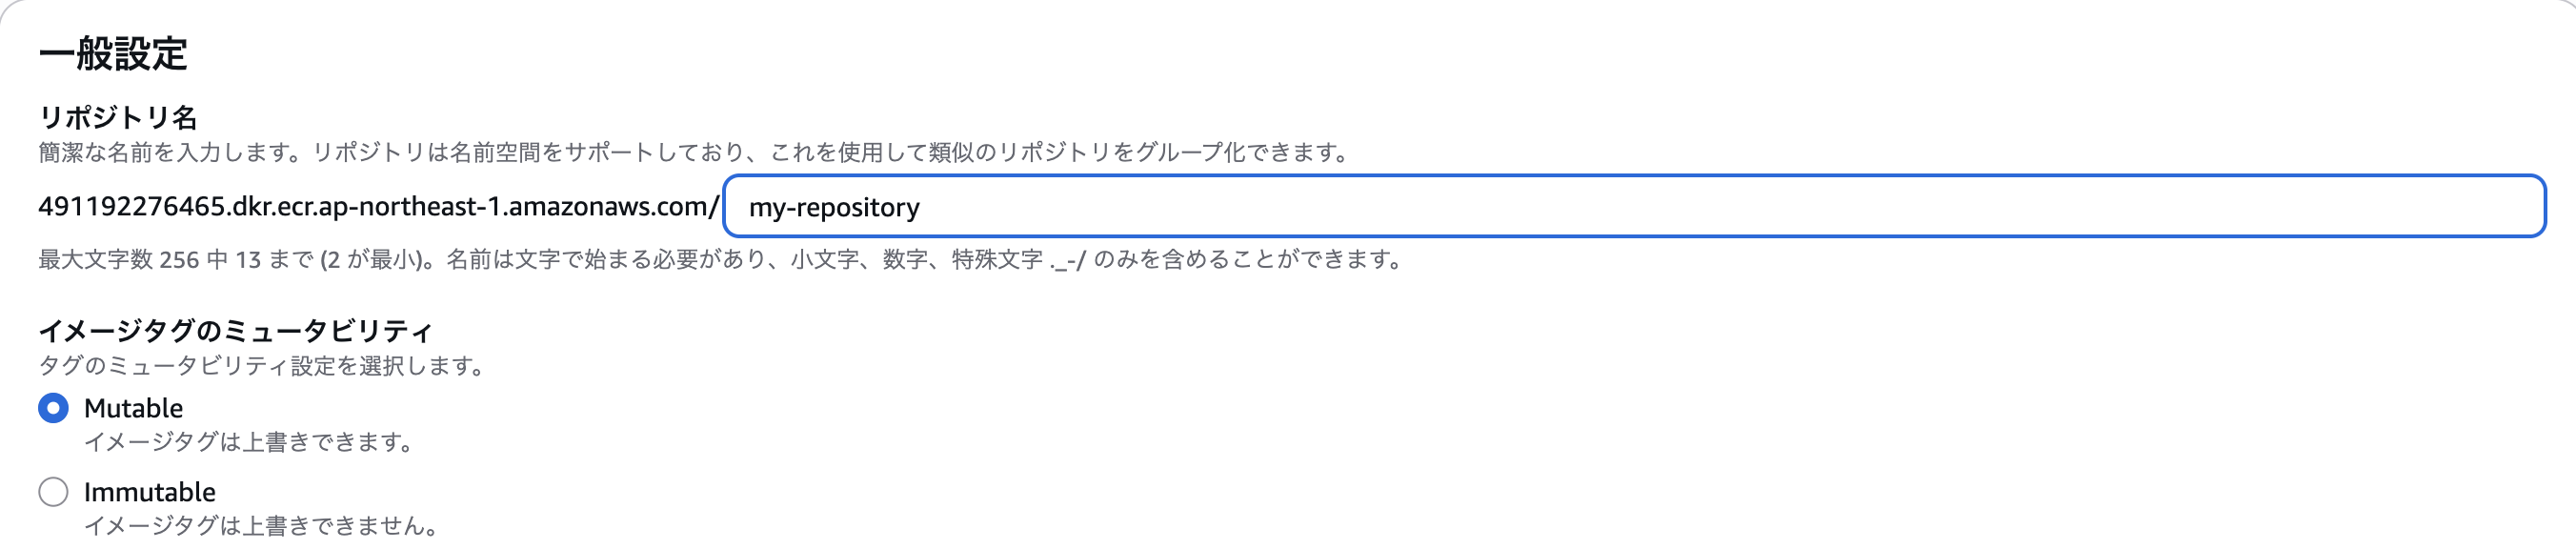 一般設定
リポジトリ名
簡潔な名前を入力します。リポジトリは名前空間をサポートしており、これを使用して類似のリポジトリをグループ化できます。
491192276465.dkr.ecr.ap-northeast-1.amazonaws.com/ my-repository
最大文字数 256 中 13 まで (2 が最小)。名前は文字で始まる必要があり、小文字、数字、特殊文字 ._-/ のみを含めることができます。
イメージタグのミュータビリティ
タグのミュータビリティ設定を選択します。
Mutable
イメージタグは上書きできます。
Immutable
イメージタグは上書きできません。